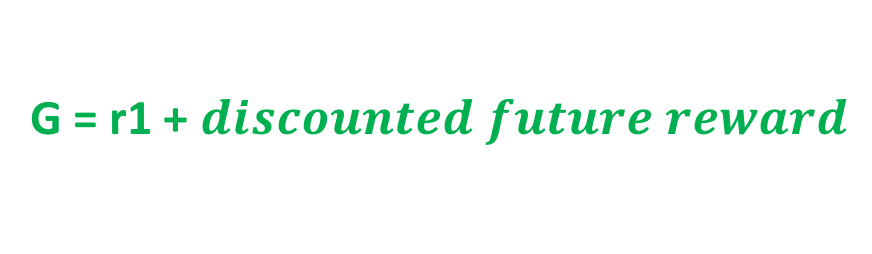 G = r1 + discounted future reward